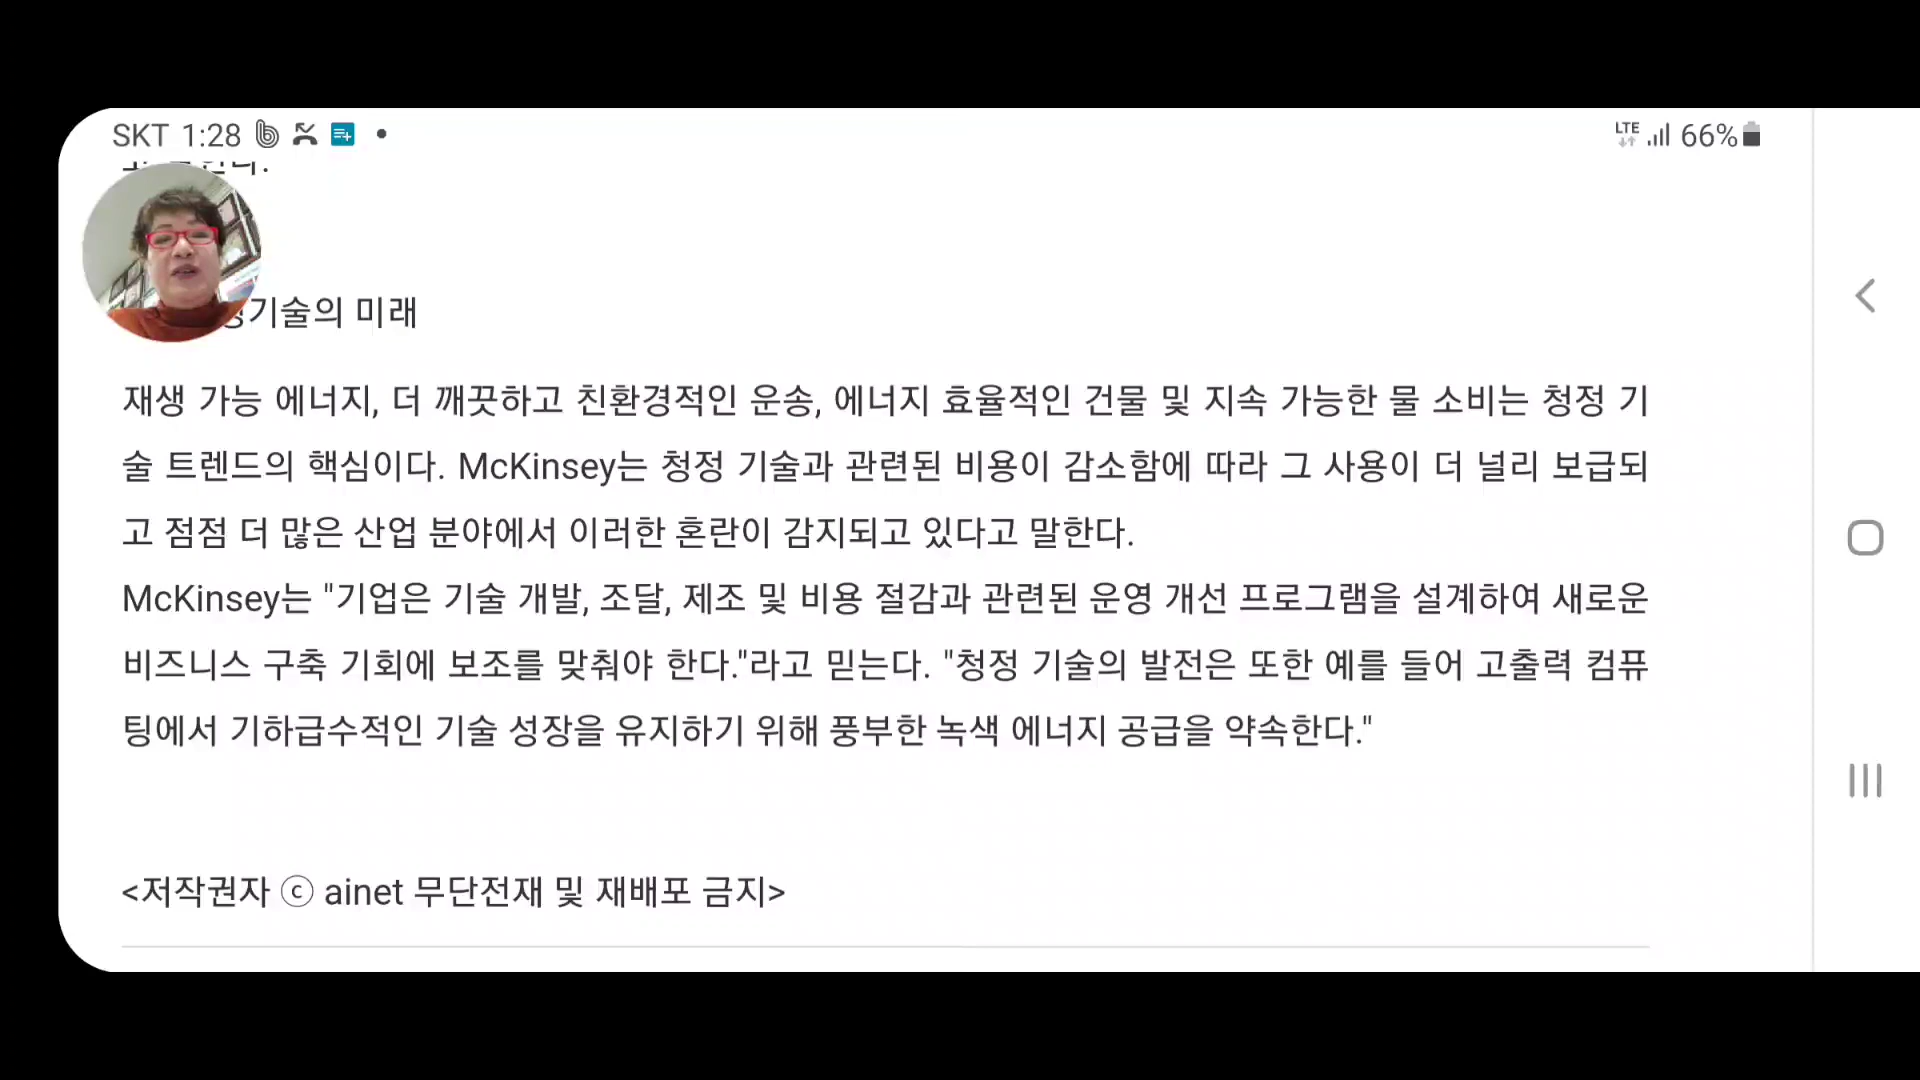 SKT 1:28
LTE 66%
기술의 미래
재생 가능 에너지, 더 깨끗하고 친환경적인 운송, 에너지 효율적인 건물 및 지속 가능한 물 소비는 청정 기
술 트렌드의 핵심이다. McKinsey는 청정 기술과 관련된 비용이 감소함에 따라 그 사용이 더 널리 보급되
고 점점 더 많은 산업 분야에서 이러한 혼란이 감지되고 있다고 말한다.
McKinsey는 "기업은 기술 개발, 조달, 제조 및 비용 절감과 관련된 운영 개선 프로그램을 설계하여 새로운
비즈니스 구축 기회에 보조를 맞춰야 한다."라고 믿는다. "청정 기술의 발전은 또한 예를 들어 고출력 컴퓨
팅에서 기하급수적인 기술 성장을 유지하기 위해 풍부한 녹색 에너지 공급을 약속한다."
<저작권자 ⓒ ainet 무단전재 및 재배포 금지>